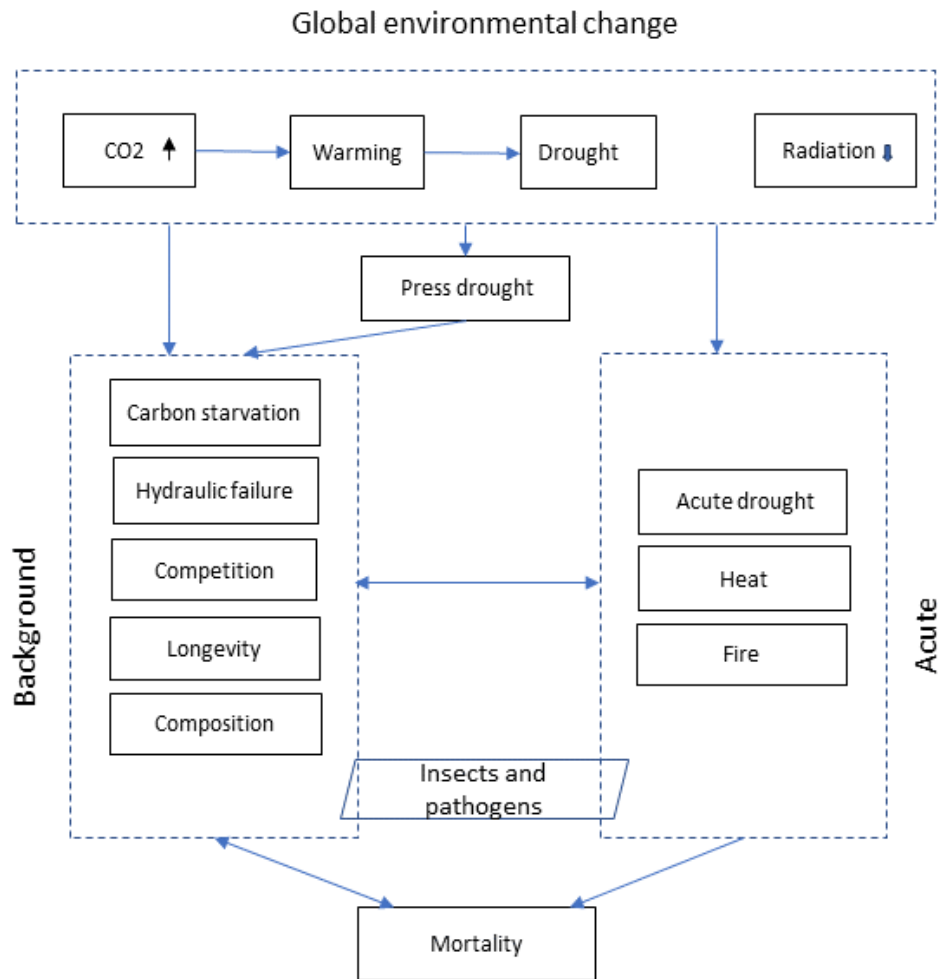 Global environmental change
CO2
Warming
Drought
Radiation
Press drought
Carbon starvation
Hydraulic failure
Competition
Longevity
Composition
Background
Acute drought
Heat
Fire
Acute
Insects and
pathogens
Mortality